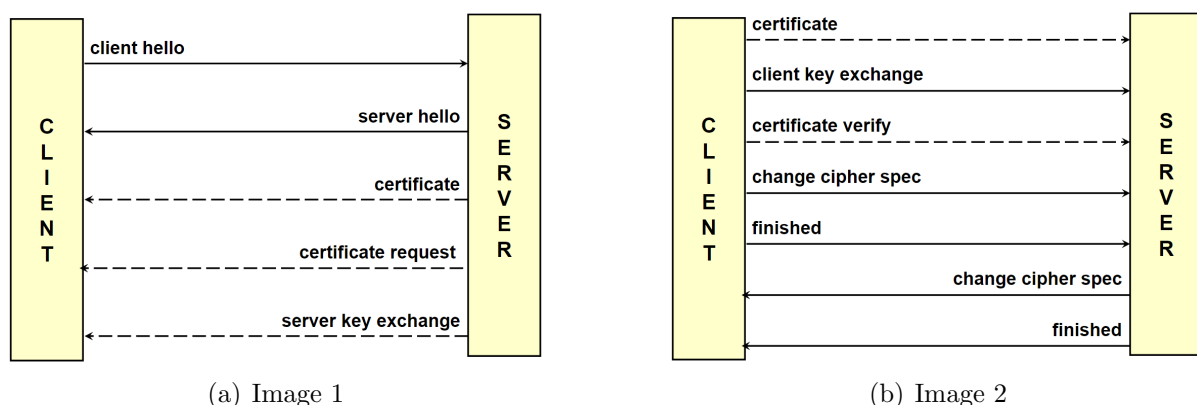 CLIENT
client hello
server hello
certificate
certificate request
server key exchange
SERVER
(a) Image 1
CLIENT
certificate
client key exchange
certificate verify
change cipher spec
finished
change cipher spec
finished
SERVER
(b) Image 2